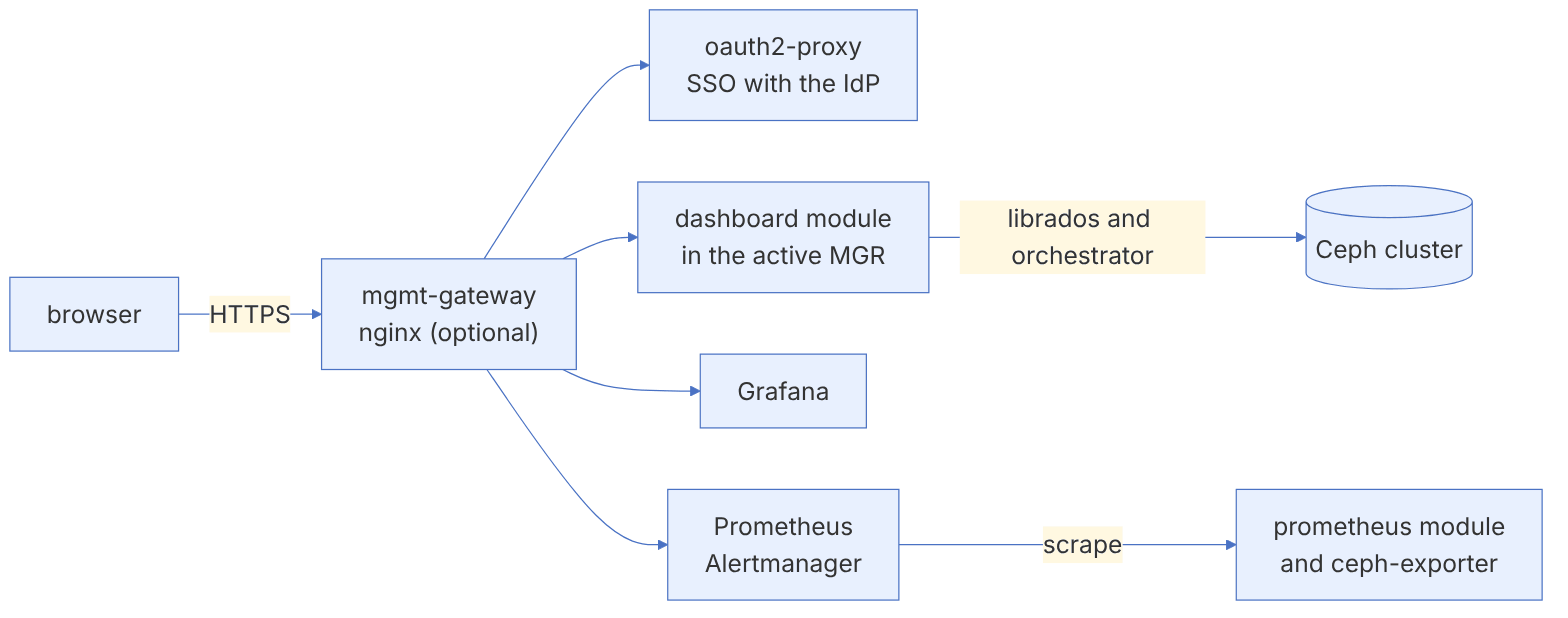 browser
HTTPS
mgmt-gateway
nginx (optional)
oauth2-proxy
SSO with the IdP
dashboard module
in the active MGR
librados and
orchestrator
Ceph cluster
Grafana
Prometheus
Alertmanager
scrape
prometheus module
and ceph-exporter